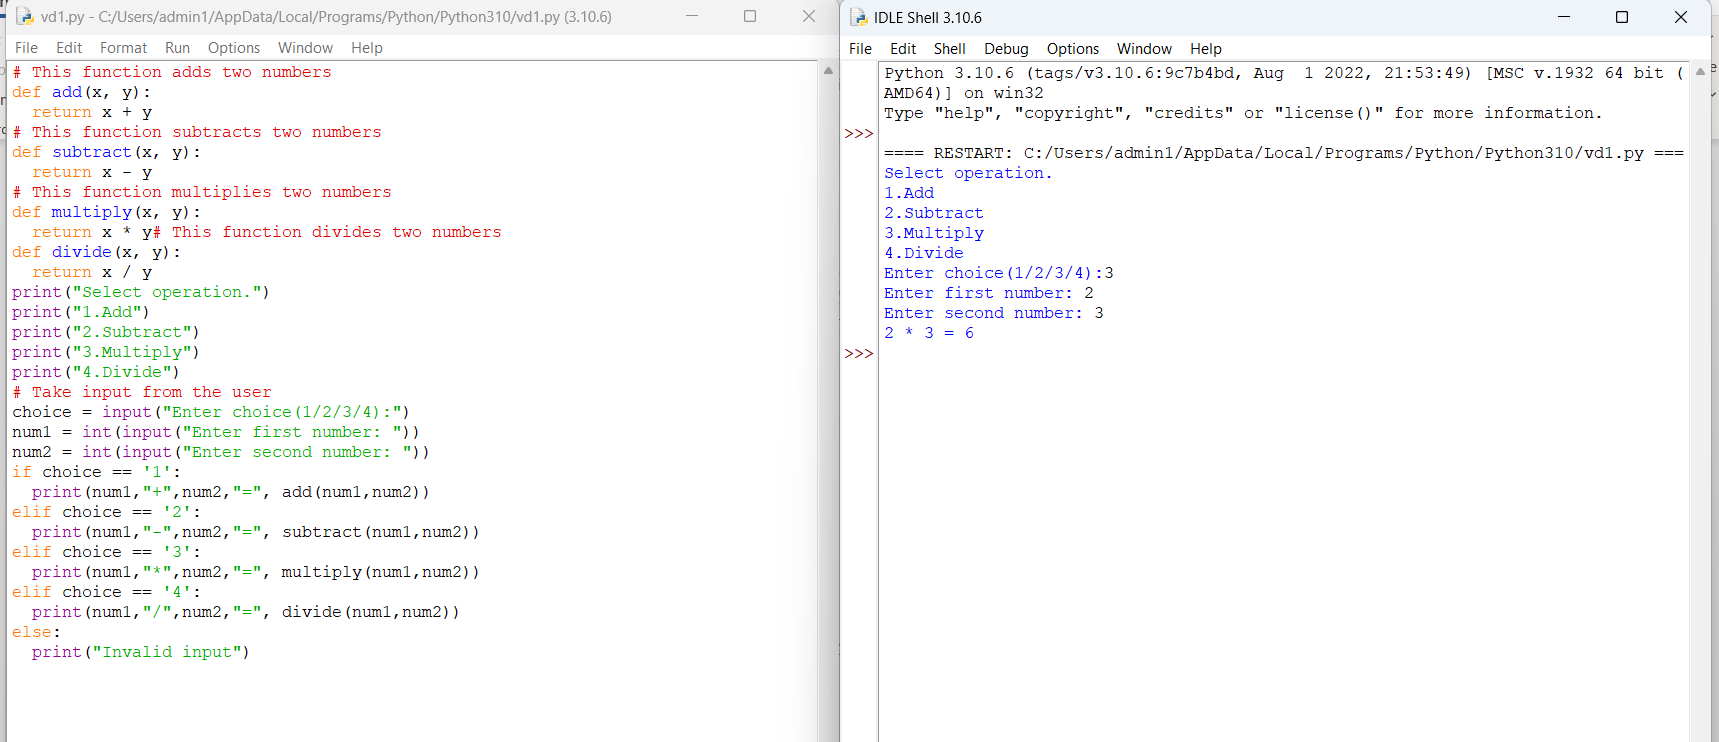 vd1.py - C:/Users/admin1/AppData/Local/Programs/Python/Python310/vd1.py (3.10.6)
File Edit Format Run Options Window Help
# This function adds two numbers
def add(x, y):
  return x + y
# This function subtracts two numbers
def subtract(x, y):
  return x - y
# This function multiplies two numbers
def multiply(x, y):
  return x * y# This function divides two numbers
def divide(x, y):
  return x / y
print("Select operation.")
print("1.Add")
print("2.Subtract")
print("3.Multiply")
print("4.Divide")
# Take input from the user
choice = input("Enter choice(1/2/3/4):")
num1 = int(input("Enter first number: "))
num2 = int(input("Enter second number: "))
if choice == '1':
  print(num1,"+",num2,"=", add(num1,num2))
elif choice == '2':
  print(num1,"-",num2,"=", subtract(num1,num2))
elif choice == '3':
  print(num1,"*",num2,"=", multiply(num1,num2))
elif choice == '4':
  print(num1,"/",num2,"=", divide(num1,num2))
else:
  print("Invalid input")
IDLE Shell 3.10.6
File Edit Shell Debug Options Window Help
Python 3.10.6 (tags/v3.10.6:9c7b4bd, Aug  1 2022, 21:53:49) [MSC v.1932 64 bit (
AMD64)] on win32
Type "help", "copyright", "credits" or "license()" for more information.
>>>
==== RESTART: C:/Users/admin1/AppData/Local/Programs/Python/Python310/vd1.py ===
Select operation.
1.Add
2.Subtract
3.Multiply
4.Divide
Enter choice(1/2/3/4):3
Enter first number: 2
Enter second number: 3
2 * 3 = 6
>>>